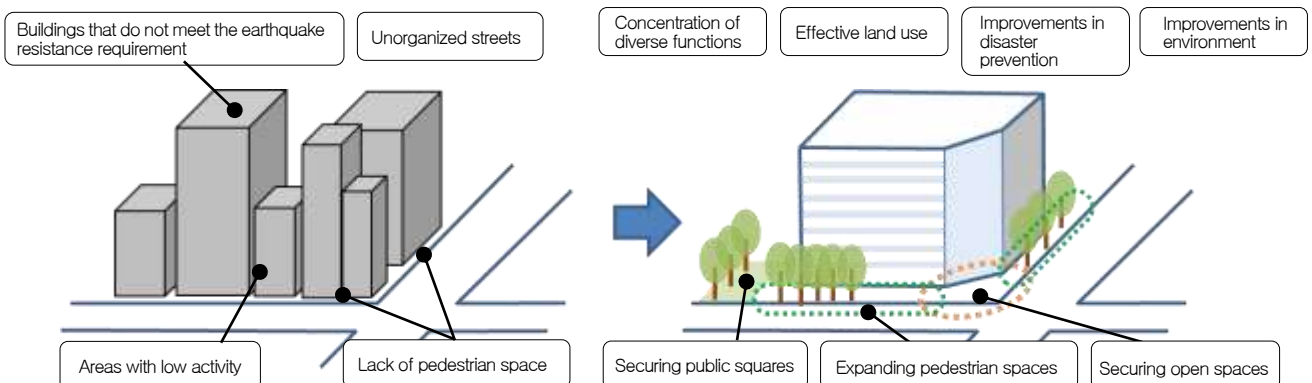 Buildings that do not meet the earthquake
resistance requirement
Unorganized streets
Concentration of
diverse functions
Effective land use
Improvements in
disaster
prevention
Improvements in
environment
Areas with low activity
Lack of pedestrian space
Securing public squares
Expanding pedestrian spaces
Securing open spaces